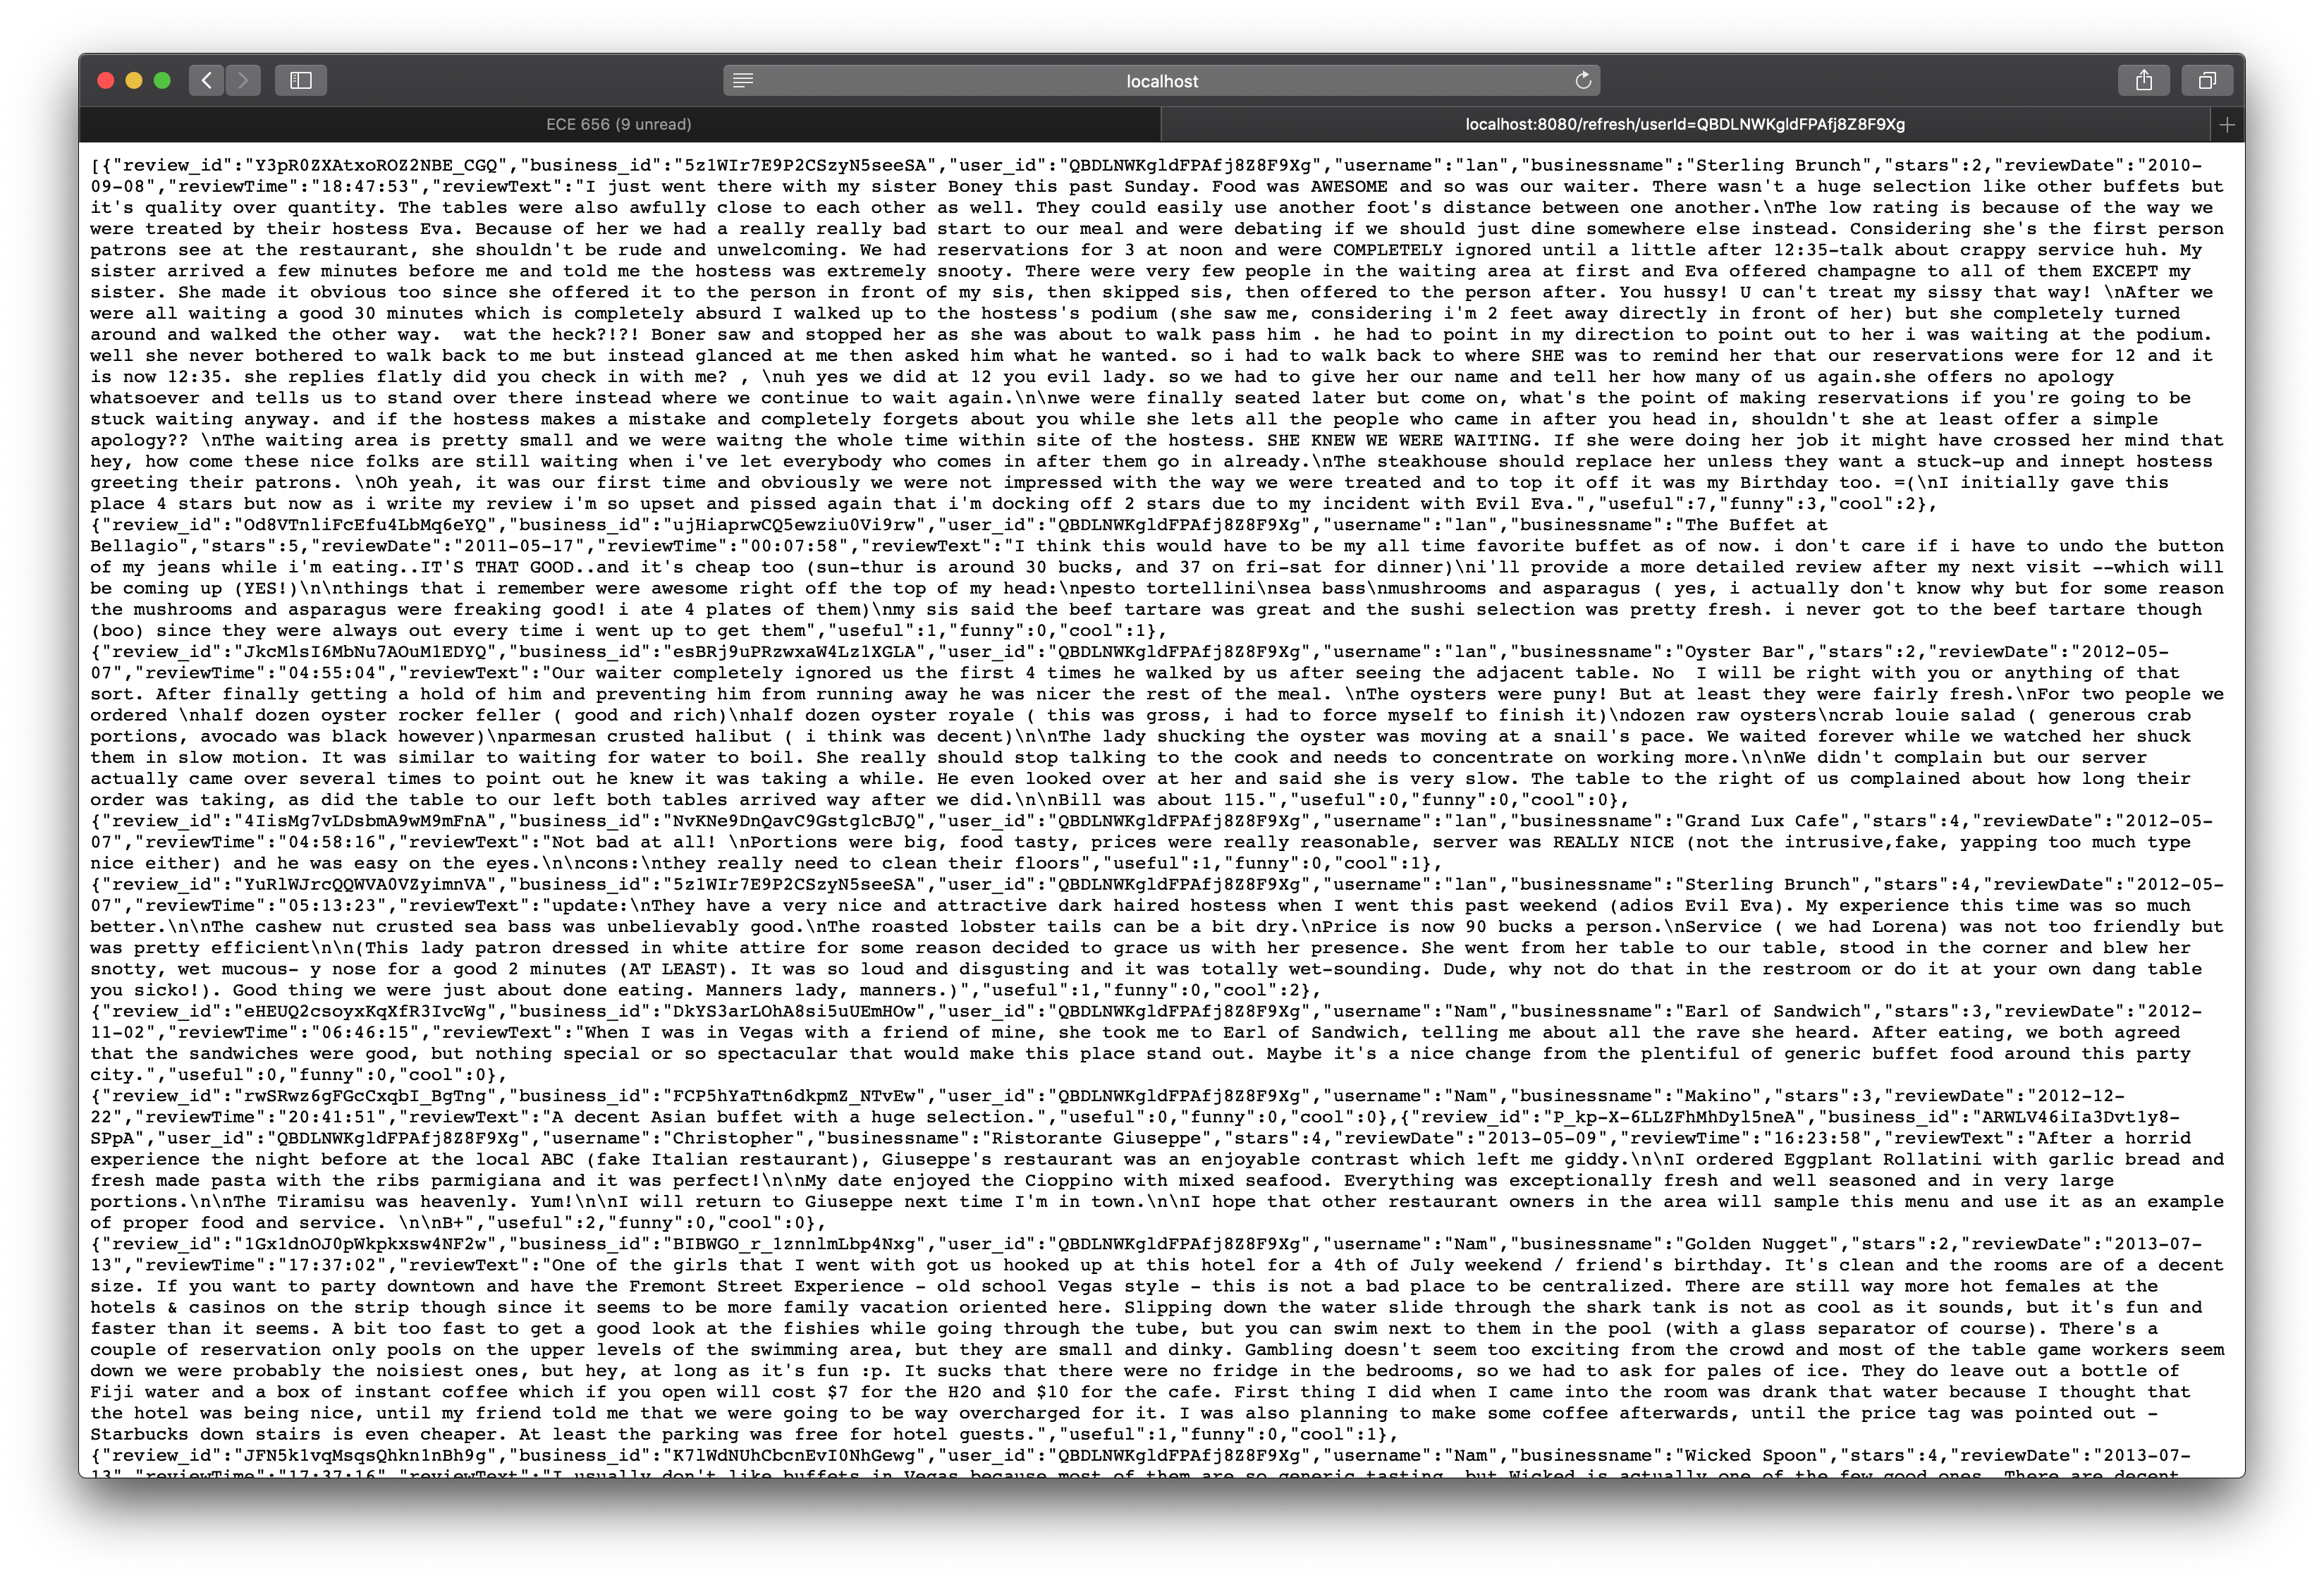 localhost
ECE 656 (9 unread)
localhost:8080/refresh/userId=QBDLNWKgldFPAfj8Z8F9Xg
[{"review_id":"Y3pR0ZXAtxoROZ2NBE_CGQ","business_id":"5z1WIr7E9P2CSzyN5seeSA","user_id":"QBDLNWKgldFPAfj8Z8F9Xg","username":"lan","businessname":"Sterling Brunch","stars":2,"reviewDate":"2010-
09-08","reviewTime":"18:47:53","reviewText":"I just went there with my sister Boney this past Sunday. Food was AWESOME and so was our waiter. There wasn't a huge selection like other buffets but
it's quality over quantity. The tables were also awfully close to each other as well. They could easily use another foot's distance between one another.\nThe low rating is because of the way we
were treated by their hostess Eva. Because of her we had a really really bad start to our meal and were debating if we should just dine somewhere else instead. Considering she's the first person
patrons see at the restaurant, she shouldn't be rude and unwelcoming. We had reservations for 3 at noon and were COMPLETELY ignored until a little after 12:35-talk about crappy service huh. My
sister arrived a few minutes before me and told me the hostess was extremely snooty. There were very few people in the waiting area at first and Eva offered champagne to all of them EXCEPT my
sister. She made it obvious too since she offered it to the person in front of my sis, then skipped sis, then offered to the person after. You hussy! U can't treat my sissy that way! \nAfter we
were all waiting a good 30 minutes which is completely absurd I walked up to the hostess's podium (she saw me, considering i'm 2 feet away directly in front of her) but she completely turned
around and walked the other way.  wat the heck?!?! Boner saw and stopped her as she was about to walk pass him . he had to point in my direction to point out to her i was waiting at the podium.
well she never bothered to walk back to me but instead glanced at me then asked him what he wanted. so i had to walk back to where SHE was to remind her that our reservations were for 12 and it
is now 12:35. she replies flatly did you check in with me? , \nuh yes we did at 12 you evil lady. so we had to give her our name and tell her how many of us again.she offers no apology
whatsoever and tells us to stand over there instead where we continue to wait again.\n\nwe were finally seated later but come on, what's the point of making reservations if you're going to be
stuck waiting anyway. and if the hostess makes a mistake and completely forgets about you while she lets all the people who came in after you head in, shouldn't she at least offer a simple
apology?? \nThe waiting area is pretty small and we were waitng the whole time within site of the hostess. SHE KNEW WE WERE WAITING. If she were doing her job it might have crossed her mind that
hey, how come these nice folks are still waiting when i've let everybody who comes in after them go in already.\nThe steakhouse should replace her unless they want a stuck-up and innept hostess
greeting their patrons. \nOh yeah, it was our first time and obviously we were not impressed with the way we were treated and to top it off it was my Birthday too. =(\nI initially gave this
place 4 stars but now as i write my review i'm so upset and pissed again that i'm docking off 2 stars due to my incident with Evil Eva.","useful":7,"funny":3,"cool":2},
{"review_id":"Od8VTnliFcEfu4LbMq6eYQ","business_id":"ujHiaprwCQ5ewziu0Vi9rw","user_id":"QBDLNWKgldFPAfj8Z8F9Xg","username":"lan","businessname":"The Buffet at
Bellagio","stars":5,"reviewDate":"2011-05-17","reviewTime":"00:07:58","reviewText":"I think this would have to be my all time favorite buffet as of now. i don't care if i have to undo the button
of my jeans while i'm eating..IT'S THAT GOOD..and it's cheap too (sun-thur is around 30 bucks, and 37 on fri-sat for dinner)\ni'll provide a more detailed review after my next visit --which will
be coming up (YES!)\n\nthings that i remember were awesome right off the top of my head:\npesto tortellini\nsea bass\nmushrooms and asparagus ( yes, i actually don't know why but for some reason
the mushrooms and asparagus were freaking good! i ate 4 plates of them)\nmy sis said the beef tartare was great and the sushi selection was pretty fresh. i never got to the beef tartare though
(boo) since they were always out every time i went up to get them","useful":1,"funny":0,"cool":1},
{"review_id":"JkcMlsI6MbNu7AOuM1EDYQ","business_id":"esBRj9uPRzwxaW4Lz1XGLA","user_id":"QBDLNWKgldFPAfj8Z8F9Xg","username":"lan","businessname":"Oyster Bar","stars":2,"reviewDate":"2012-05-
07","reviewTime":"04:55:04","reviewText":"Our waiter completely ignored us the first 4 times he walked by us after seeing the adjacent table. No  I will be right with you or anything of that
sort. After finally getting a hold of him and preventing him from running away he was nicer the rest of the meal. \nThe oysters were puny! But at least they were fairly fresh.\nFor two people we
ordered \nhalf dozen oyster rocker feller ( good and rich)\nhalf dozen oyster royale ( this was gross, i had to force myself to finish it)\ndozen raw oysters\ncrab louie salad ( generous crab
portions, avocado was black however)\nparmesan crusted halibut ( i think was decent)\n\nThe lady shucking the oyster was moving at a snail's pace. We waited forever while we watched her shuck
them in slow motion. It was similar to waiting for water to boil. She really should stop talking to the cook and needs to concentrate on working more.\n\nWe didn't complain but our server
actually came over several times to point out he knew it was taking a while. He even looked over at her and said she is very slow. The table to the right of us complained about how long their
order was taking, as did the table to our left both tables arrived way after we did.\n\nBill was about 115.","useful":0,"funny":0,"cool":0},
{"review_id":"4IisMg7vLDsbmA9wM9mFnA","business_id":"NvKNe9DnQavC9GstglcBJQ","user_id":"QBDLNWKgldFPAfj8Z8F9Xg","username":"lan","businessname":"Grand Lux Cafe","stars":4,"reviewDate":"2012-05-
07","reviewTime":"04:58:16","reviewText":"Not bad at all! \nPortions were big, food tasty, prices were really reasonable, server was REALLY NICE (not the intrusive,fake, yapping too much type
nice either) and he was easy on the eyes.\n\ncons:\nthey really need to clean their floors","useful":1,"funny":0,"cool":1},
{"review_id":"YuRlWJrcQQWVA0VZyimnVA","business_id":"5z1WIr7E9P2CSzyN5seeSA","user_id":"QBDLNWKgldFPAfj8Z8F9Xg","username":"lan","businessname":"Sterling Brunch","stars":4,"reviewDate":"2012-05-
07","reviewTime":"05:13:23","reviewText":"update:\nThey have a very nice and attractive dark haired hostess when I went this past weekend (adios Evil Eva). My experience this time was so much
better.\n\nThe cashew nut crusted sea bass was unbelievably good.\nThe roasted lobster tails can be a bit dry.\nPrice is now 90 bucks a person.\nService ( we had Lorena) was not too friendly but
was pretty efficient\n\n(This lady patron dressed in white attire for some reason decided to grace us with her presence. She went from her table to our table, stood in the corner and blew her
snotty, wet mucous- y nose for a good 2 minutes (AT LEAST). It was so loud and disgusting and it was totally wet-sounding. Dude, why not do that in the restroom or do it at your own dang table
you sicko!). Good thing we were just about done eating. Manners lady, manners.)","useful":1,"funny":0,"cool":2},
{"review_id":"eHEUQ2csoyxKqXfR3IvcWg","business_id":"DkYS3arLOhA8si5uUEmHOw","user_id":"QBDLNWKgldFPAfj8Z8F9Xg","username":"Nam","businessname":"Earl of Sandwich","stars":3,"reviewDate":"2012-
11-02","reviewTime":"06:46:15","reviewText":"When I was in Vegas with a friend of mine, she took me to Earl of Sandwich, telling me about all the rave she heard. After eating, we both agreed
that the sandwiches were good, but nothing special or so spectacular that would make this place stand out. Maybe it's a nice change from the plentiful of generic buffet food around this party
city.","useful":0,"funny":0,"cool":0},
{"review_id":"rwSRwz6gFGcCxqbI_BgTng","business_id":"FCP5hYaTtn6dkpmZ_NTvEw","user_id":"QBDLNWKgldFPAfj8Z8F9Xg","username":"Nam","businessname":"Makino","stars":3,"reviewDate":"2012-12-
22","reviewTime":"20:41:51","reviewText":"A decent Asian buffet with a huge selection.","useful":0,"funny":0,"cool":0},{"review_id":"P_kp-X-6LLZFhMhDyl5neA","business_id":"ARWLV46iIa3Dvt1y8-
SPpA","user_id":"QBDLNWKgldFPAfj8Z8F9Xg","username":"Christopher","businessname":"Ristorante Giuseppe","stars":4,"reviewDate":"2013-05-09","reviewTime":"16:23:58","reviewText":"After a horrid
experience the night before at the local ABC (fake Italian restaurant), Giuseppe's restaurant was an enjoyable contrast which left me giddy.\n\nI ordered Eggplant Rollatini with garlic bread and
fresh made pasta with the ribs parmigiana and it was perfect!\n\nMy date enjoyed the Cioppino with mixed seafood. Everything was exceptionally fresh and well seasoned and in very large
portions.\n\nThe Tiramisu was heavenly. Yum!\n\nI will return to Giuseppe next time I'm in town.\n\nI hope that other restaurant owners in the area will sample this menu and use it as an example
of proper food and service. \n\nB+","useful":2,"funny":0,"cool":0},
{"review_id":"1Gx1dnOJ0pWkpkxsw4NF2w","business_id":"BIBWGO_r_1znnlmLbp4Nxg","user_id":"QBDLNWKgldFPAfj8Z8F9Xg","username":"Nam","businessname":"Golden Nugget","stars":2,"reviewDate":"2013-07-
13","reviewTime":"17:37:02","reviewText":"One of the girls that I went with got us hooked up at this hotel for a 4th of July weekend / friend's birthday. It's clean and the rooms are of a decent
size. If you want to party downtown and have the Fremont Street Experience - old school Vegas style - this is not a bad place to be centralized. There are still way more hot females at the
hotels & casinos on the strip though since it seems to be more family vacation oriented here. Slipping down the water slide through the shark tank is not as cool as it sounds, but it's fun and
faster than it seems. A bit too fast to get a good look at the fishies while going through the tube, but you can swim next to them in the pool (with a glass separator of course). There's a
couple of reservation only pools on the upper levels of the swimming area, but they are small and dinky. Gambling doesn't seem too exciting from the crowd and most of the table game workers seem
down we were probably the noisiest ones, but hey, at long as it's fun :p. It sucks that there were no fridge in the bedrooms, so we had to ask for pales of ice. They do leave out a bottle of
Fiji water and a box of instant coffee which if you open will cost $7 for the H2O and $10 for the cafe. First thing I did when I came into the room was drank that water because I thought that
the hotel was being nice, until my friend told me that we were going to be way overcharged for it. I was also planning to make some coffee afterwards, until the price tag was pointed out -
Starbucks down stairs is even cheaper. At least the parking was free for hotel guests.","useful":1,"funny":0,"cool":1},
{"review_id":"JFN5k1vqMsqsQhkn1nBh9g","business_id":"K7lWdNUhCbcnEvI0NhGewg","user_id":"QBDLNWKgldFPAfj8Z8F9Xg","username":"Nam","businessname":"Wicked Spoon","stars":4,"reviewDate":"2013-07-
13","reviewTime":"17:37:16","reviewText":"I usually don't like buffets in Vegas because most of them are so generic tasting, but Wicked is actually one of the few good ones. There are decent